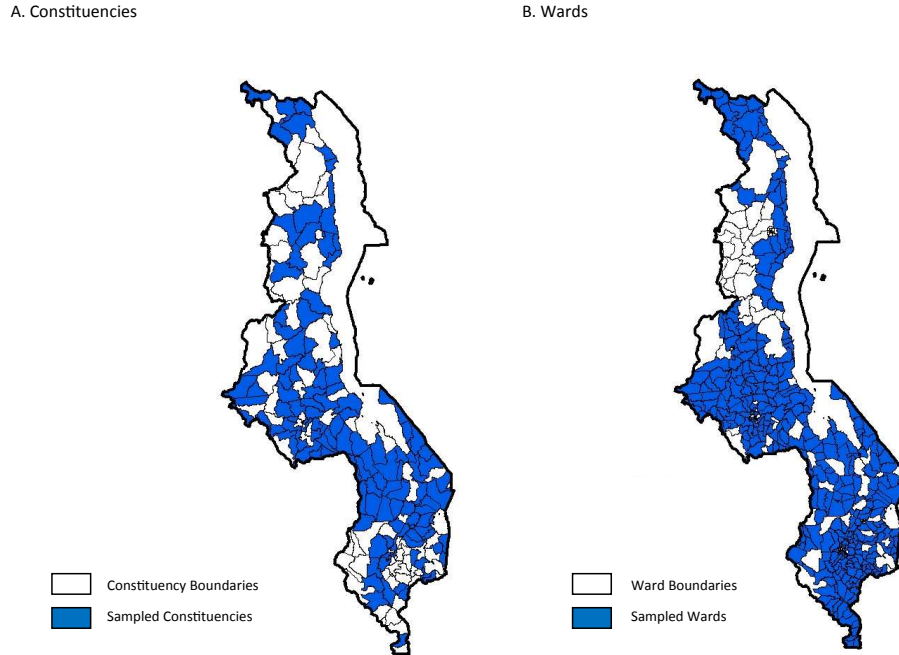 A. Constituencies
B. Wards
Constituency Boundaries
Sampled Constituencies
Ward Boundaries
Sampled Wards